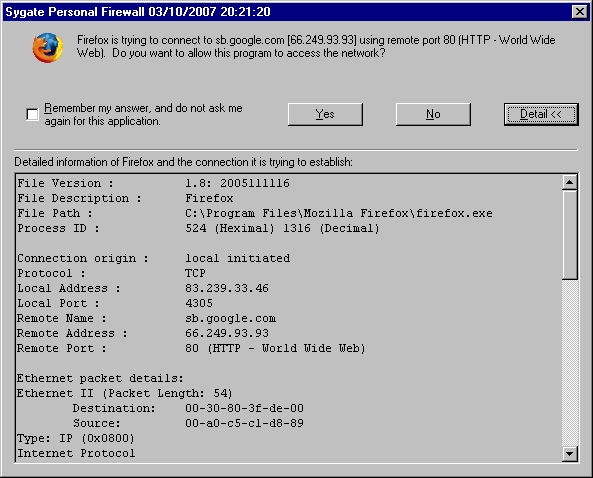 Sygate Personal Firewall 03/10/2007 20:21:20
Firefox is trying to connect to sb.google.com [66.249.93.93] using remote port 80 (HTTP - World Wide
Web). Do you want to allow this program to access the network?
Remember my answer, and do not ask me
again for this application.
Yes
No
Detail <<
Detailed information of Firefox and the connection it is trying to establish:
File Version : 1.8: 2005111116
File Description : Firefox
File Path : C:\Program Files\Mozilla Firefox\firefox.exe
Process ID : 524 (Heximal) 1316 (Decimal)
Connection origin : local initiated
Protocol : TCP
Local Address : 83.239.33.46
Local Port : 4305
Remote Name : sb.google.com
Remote Address : 66.249.93.93
Remote Port : 80 (HTTP - World Wide Web)
Ethernet packet details:
Ethernet II (Packet Length: 54)
Destination: 00-30-80-3f-de-00
Source: 00-a0-c5-c1-d8-89
Type: IP (0x0800)
Internet Protocol